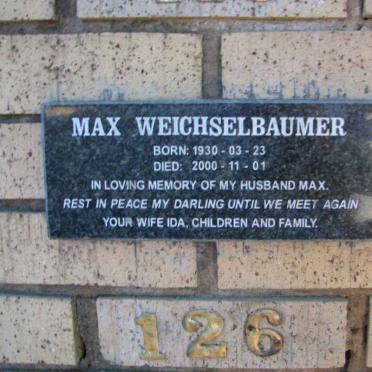 MAX WEICHSELBAUMER
BORN: 1930 - 03 - 23
DIED: 2000 - 11 - 01
IN LOVING MEMORY OF MY HUSBAND MAX.
REST IN PEACE MY DARLING UNTIL WE MEET AGAIN
YOUR WIFE IDA, CHILDREN AND FAMILY.
126